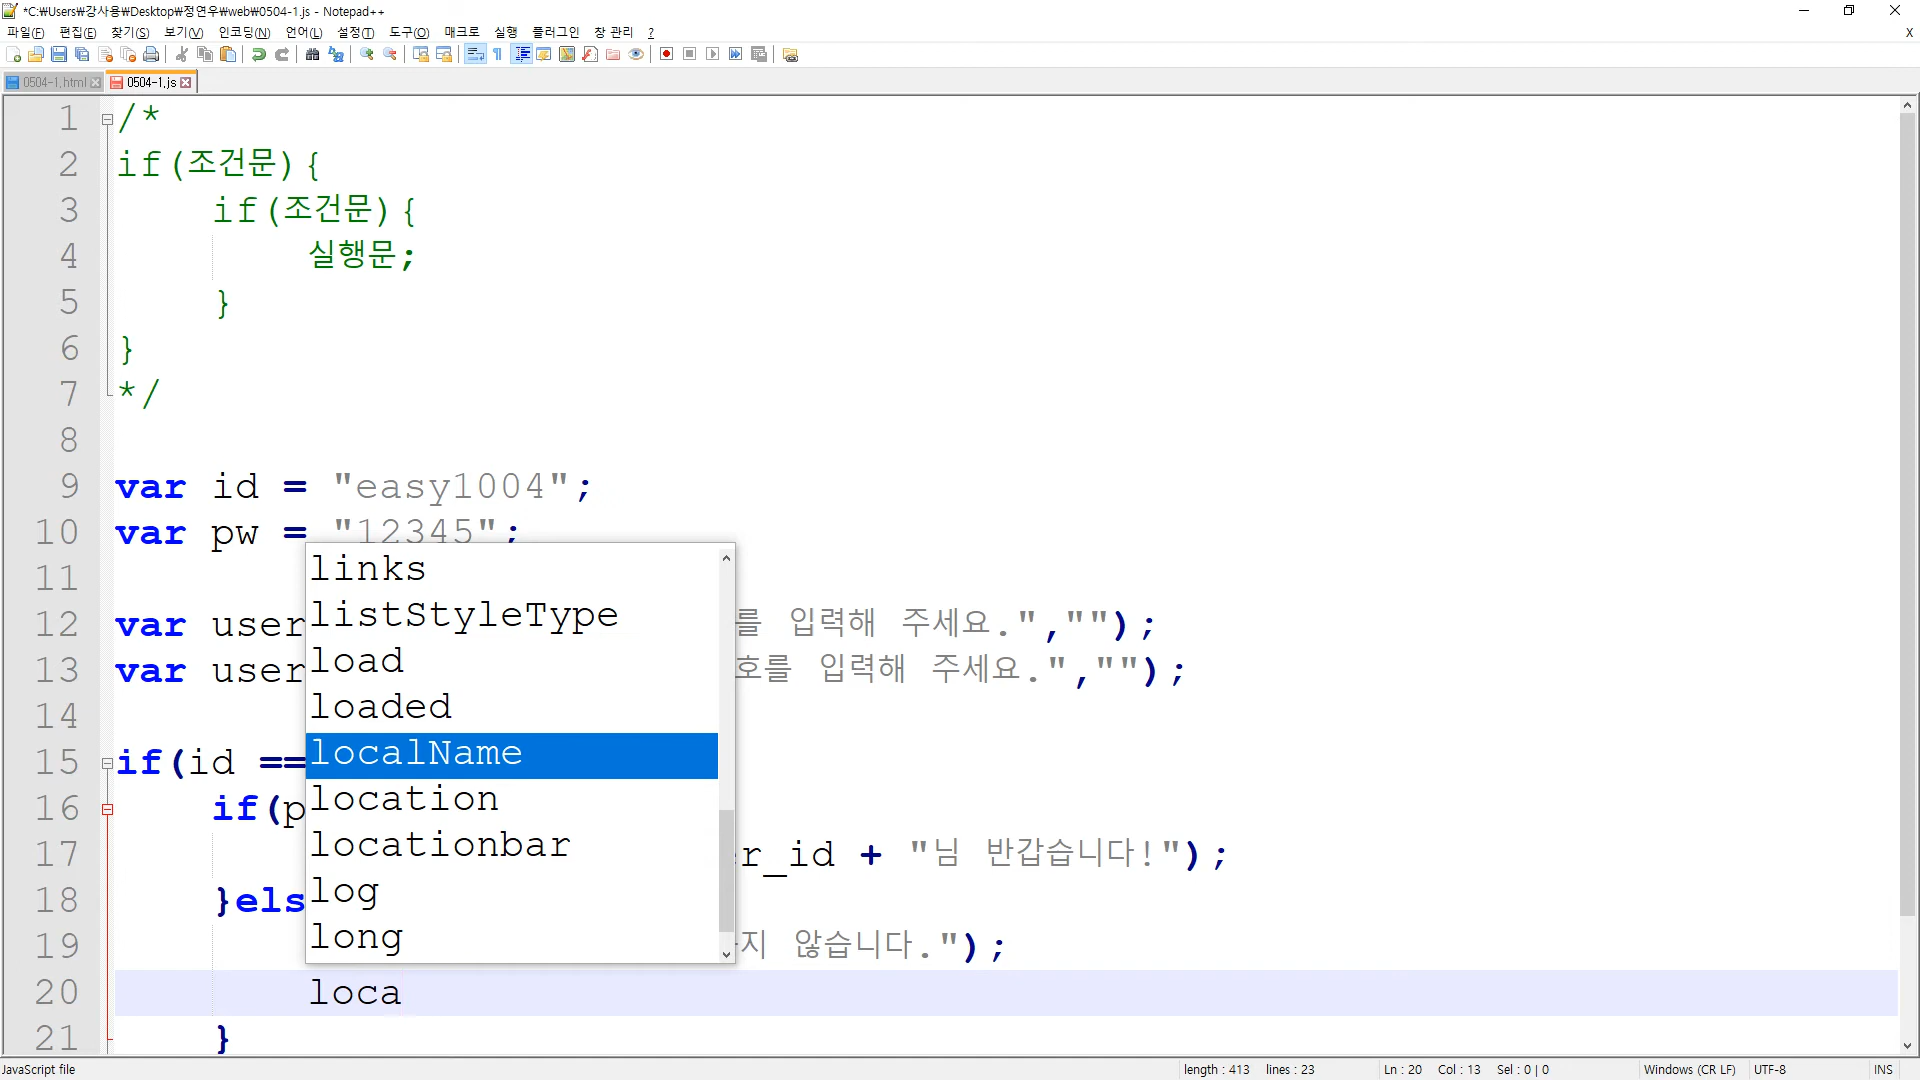 *C:₩Users₩강사용₩Desktop₩정연우₩web₩0504-1.js - Notepad++
파일(F) 편집(E) 찾기(S) 보기(V) 인코딩(N) 언어(L) 설정(T) 도구(O) 매크로 실행 플러그인 창 관리 ? X
0504-1.html 0504-1.js
1 /*
2 if(조건문){
3 if(조건문){
4 실행문;
5 }
6 }
7 */
8
9 var id = "easy1004";
10 var pw = "12345";
11
12 var user 를 입력해 주세요.","");
13 var user 호를 입력해 주세요.","");
14
15 if(id ==
16 if(p
17 er_id + "님 반갑습니다!");
18 }els
19 지 않습니다.");
20 loca
21 }
links
listStyleType
load
loaded
localName
location
locationbar
log
long
JavaScript file length : 413 lines : 23 Ln : 20 Col : 13 Sel : 0 | 0 Windows (CR LF) UTF-8 INS